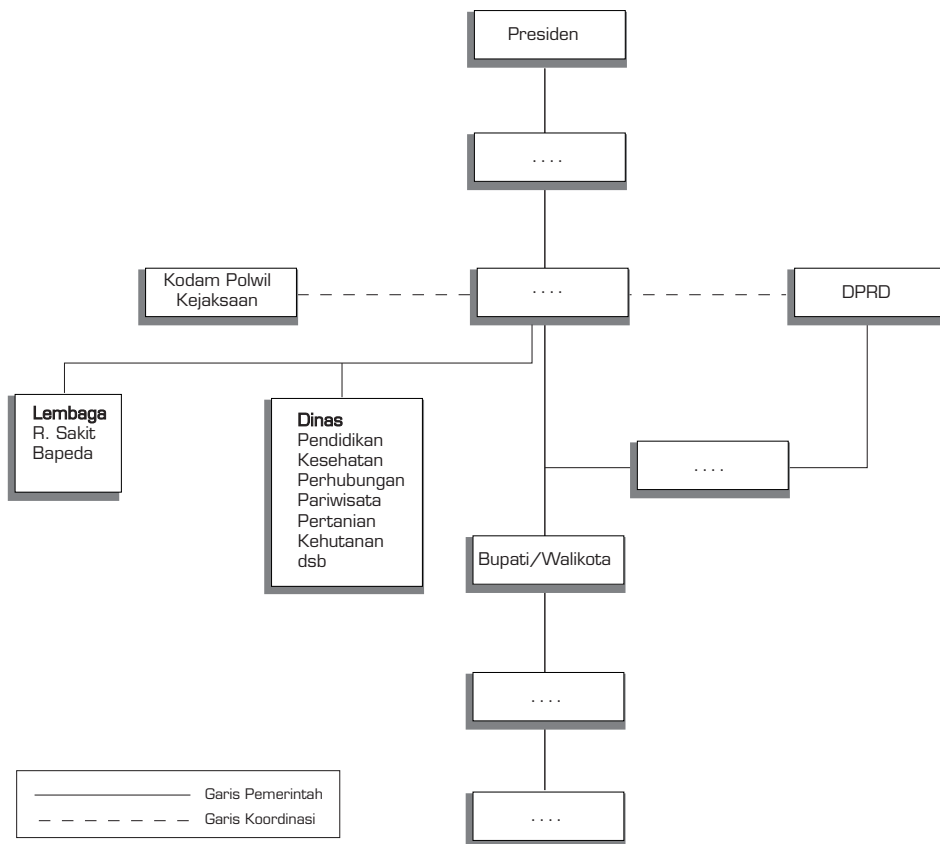 Presiden
. . . .
Kodam Polwil
Kejaksaan
. . . .
DPRD
Lembaga
R. Sakit
Bapeda
Dinas
Pendidikan
Kesehatan
Perhubungan
Pariwisata
Pertanian
Kehutanan
dsb
. . . .
Bupati/Walikota
. . . .
. . . .
Garis Pemerintah
Garis Koordinasi